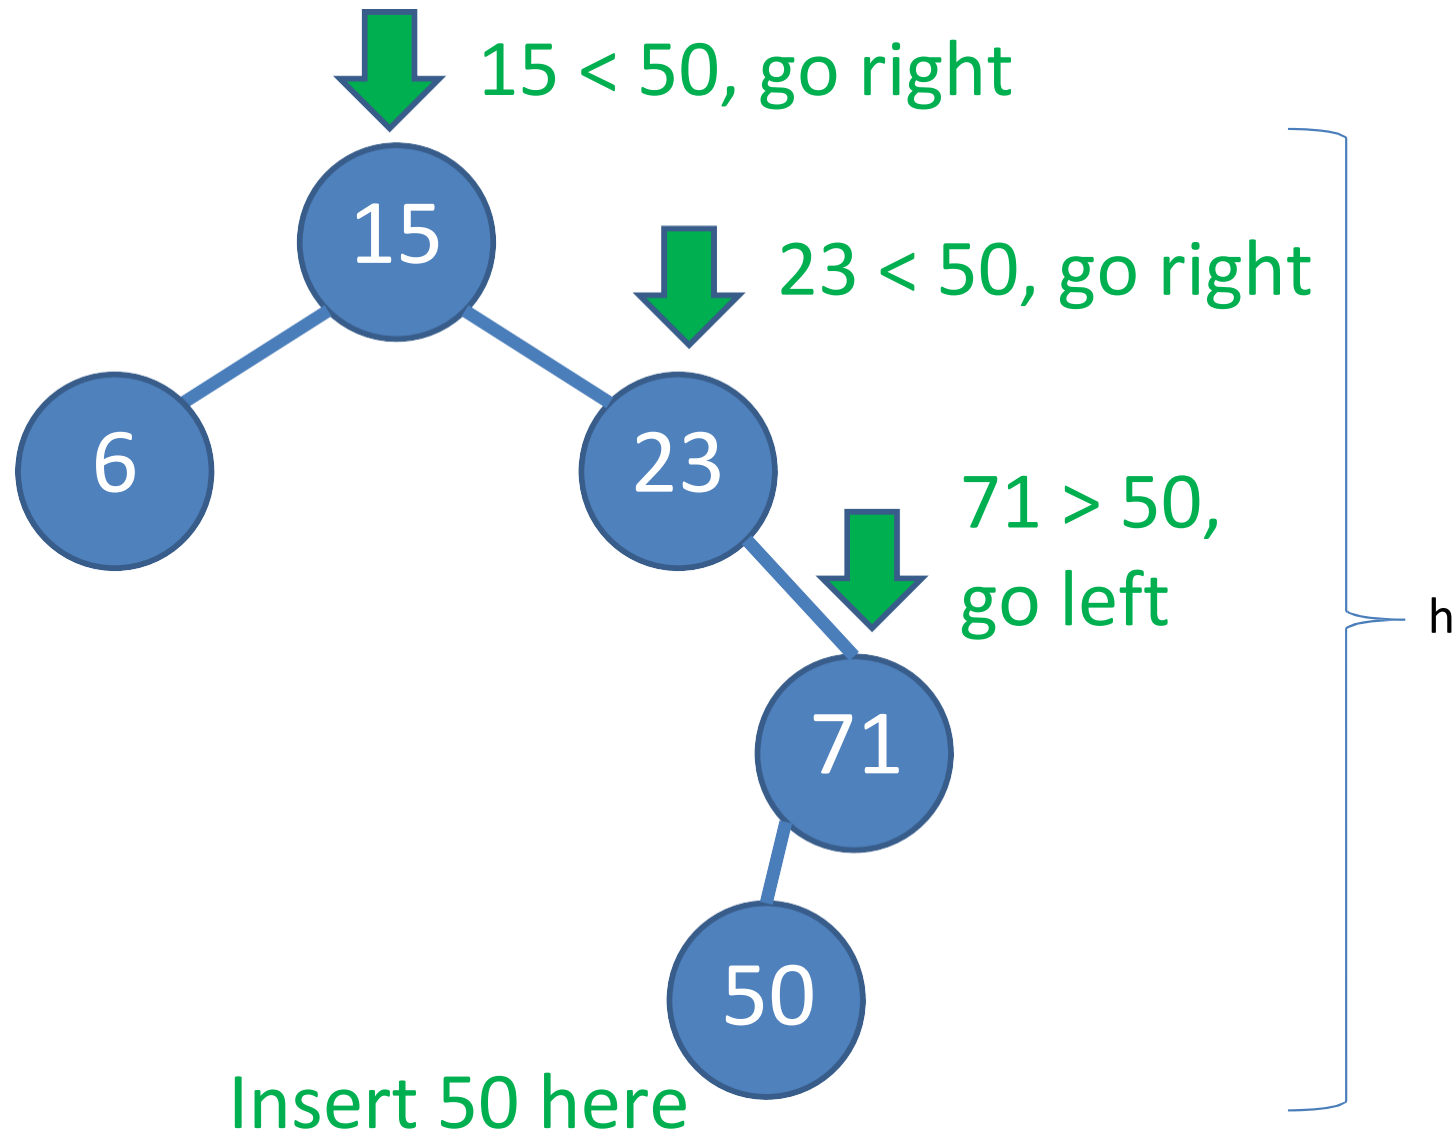 15 < 50, go right
15
23 < 50, go right
6
23
71 > 50,
go left
h
71
50
Insert 50 here